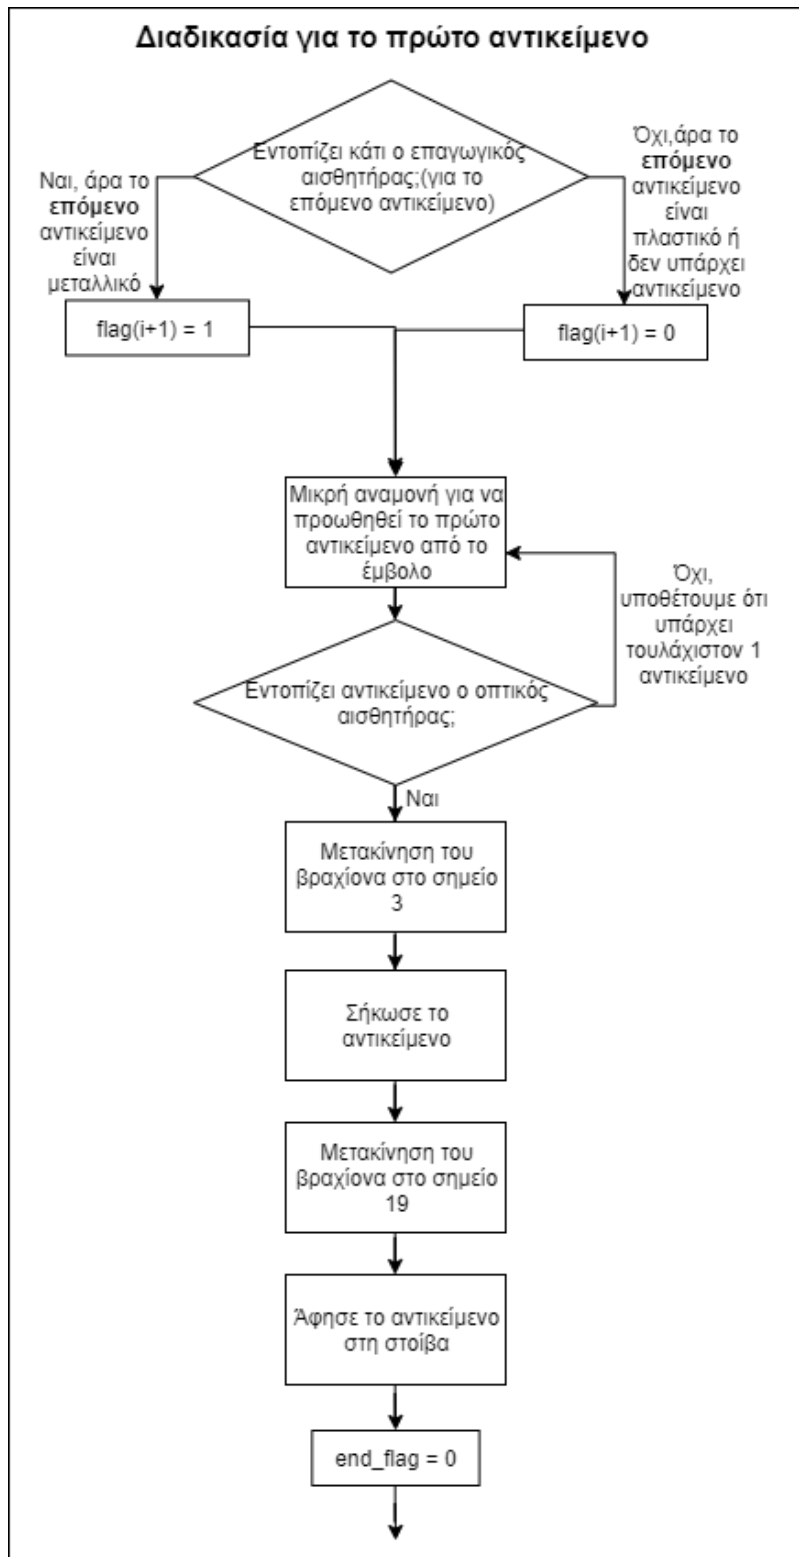 Διαδικασία για το πρώτο αντικείμενο
Εντοπίζει κάτι ο επαγωγικός
αισθητήρας;(για το
επόμενο αντικείμενο)
Ναι, άρα το
επόμενο
αντικείμενο
είναι
μεταλλικό
Όχι,άρα το
επόμενο
αντικείμενο
είναι
πλαστικό ή
δεν υπάρχει
αντικείμενο
flag(i+1) = 1
flag(i+1) = 0
Μικρή αναμονή για να
προωθηθεί το πρώτο
αντικείμενο από το
έμβολο
Όχι,
υποθέτουμε ότι
υπάρχει
τουλάχιστον 1
αντικείμενο
Εντοπίζει αντικείμενο ο οπτικός
αισθητήρας;
Ναι
Μετακίνηση του
βραχίονα στο σημείο
3
Σήκωσε το
αντικείμενο
Μετακίνηση του
βραχίονα στο σημείο
19
Άφησε το αντικείμενο
στη στοίβα
end_flag = 0